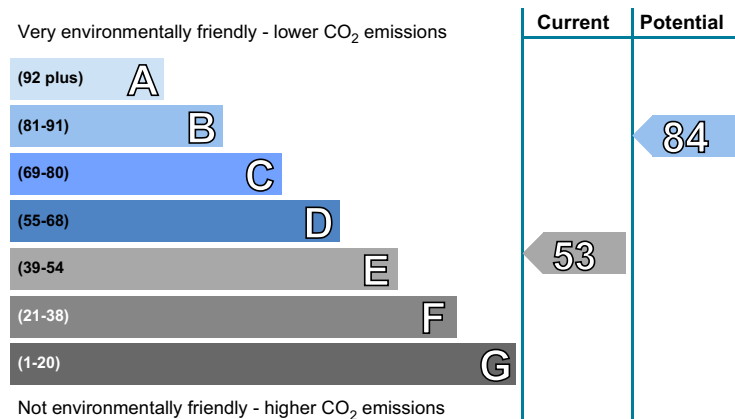 Current Potential
Very environmentally friendly - lower CO₂ emissions
(92 plus) A
(81-91) B
84
(69-80) C
(55-68) D
(39-54 E
53
(21-38) F
(1-20) G
Not environmentally friendly - higher CO₂ emissions